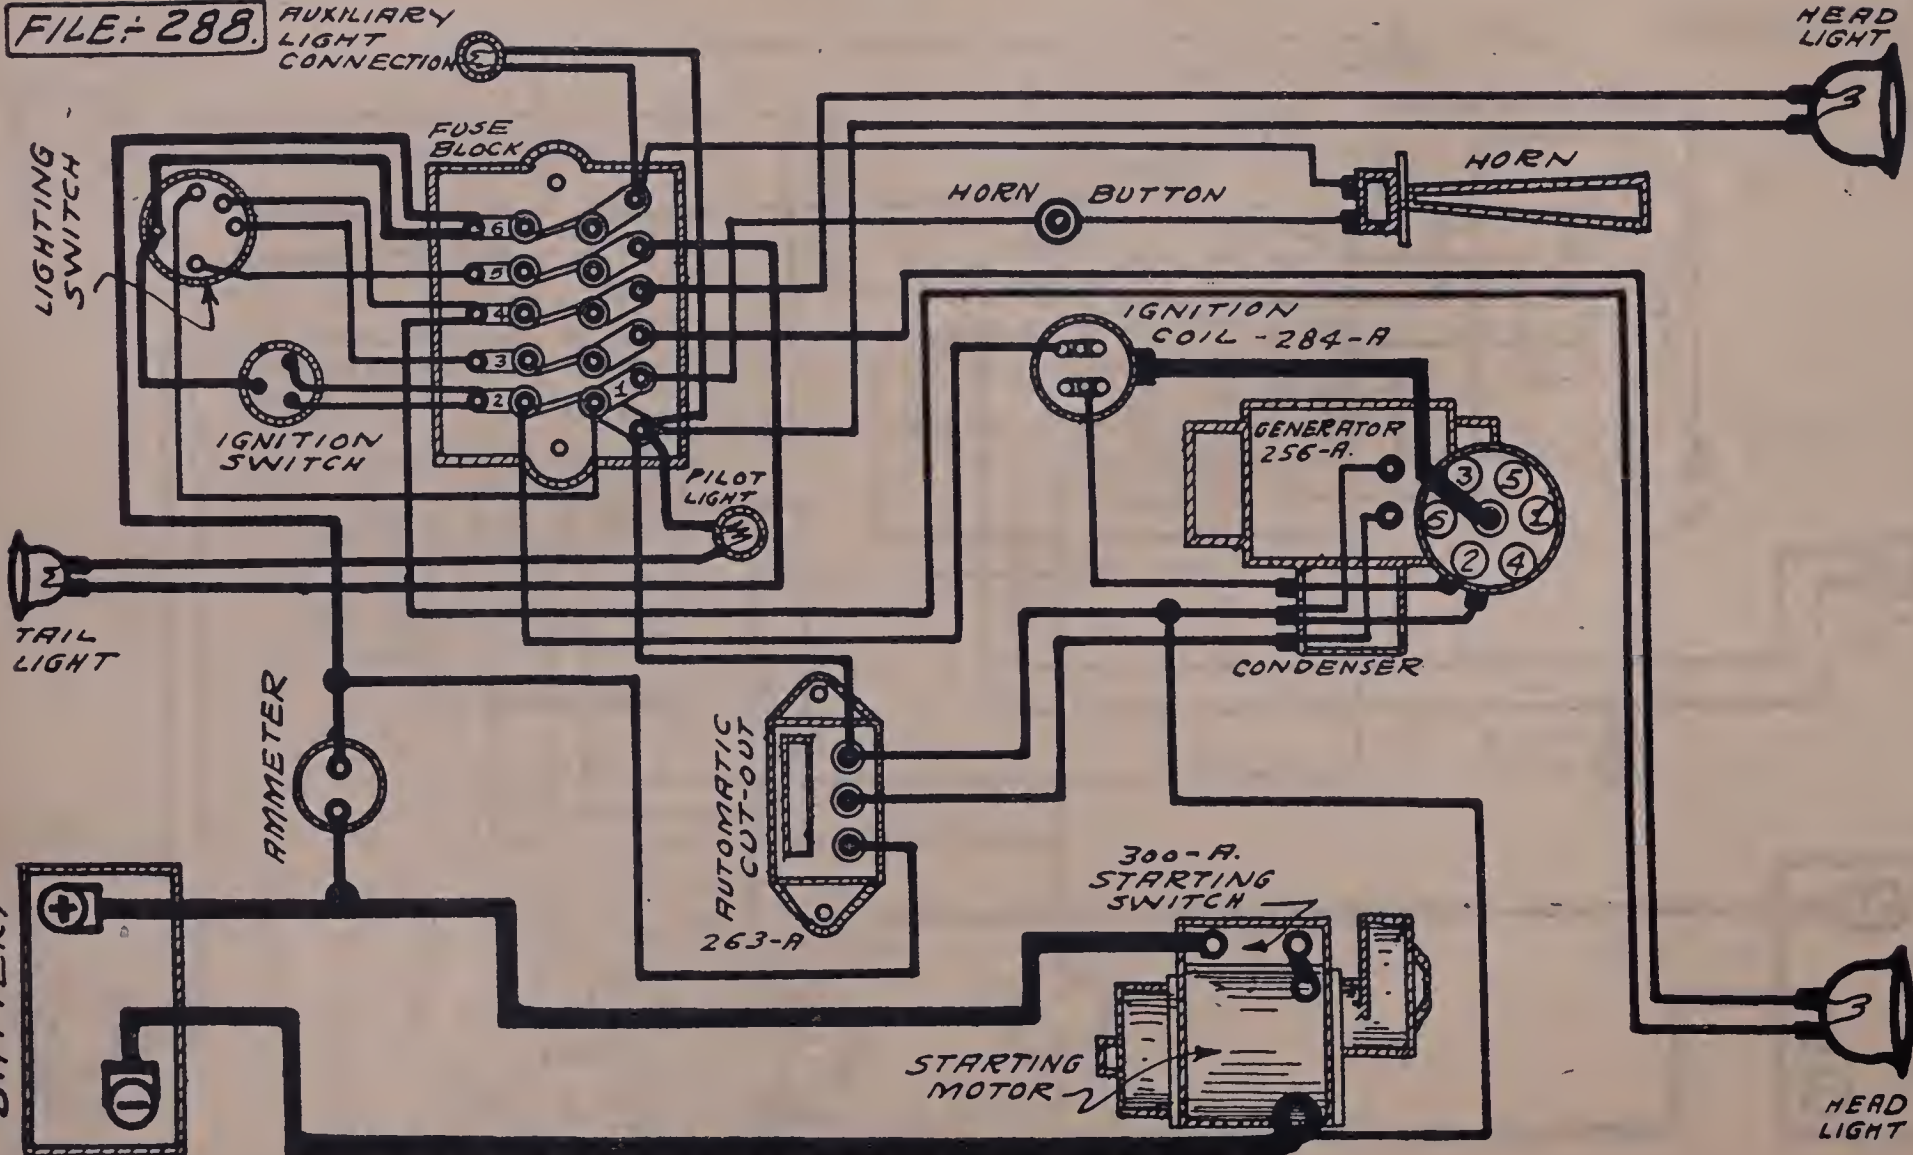 FILE:- 288.
AUXILIARY
LIGHT
CONNECTION
HEAD
LIGHT
LIGHTING
SWITCH
FUSE
BLOCK
HORN
HORN BUTTON
6
5
4
3
2
1
IGNITION
COIL - 284-A
IGNITION
SWITCH
GENERATOR
256-A.
3
5
6
1
2
4
PILOT
LIGHT
TAIL
LIGHT
CONDENSER
AMMETER
AUTOMATIC
CUT-OUT
263-A
300-A.
STARTING
SWITCH
+
-
STARTING
MOTOR
HEAD
LIGHT